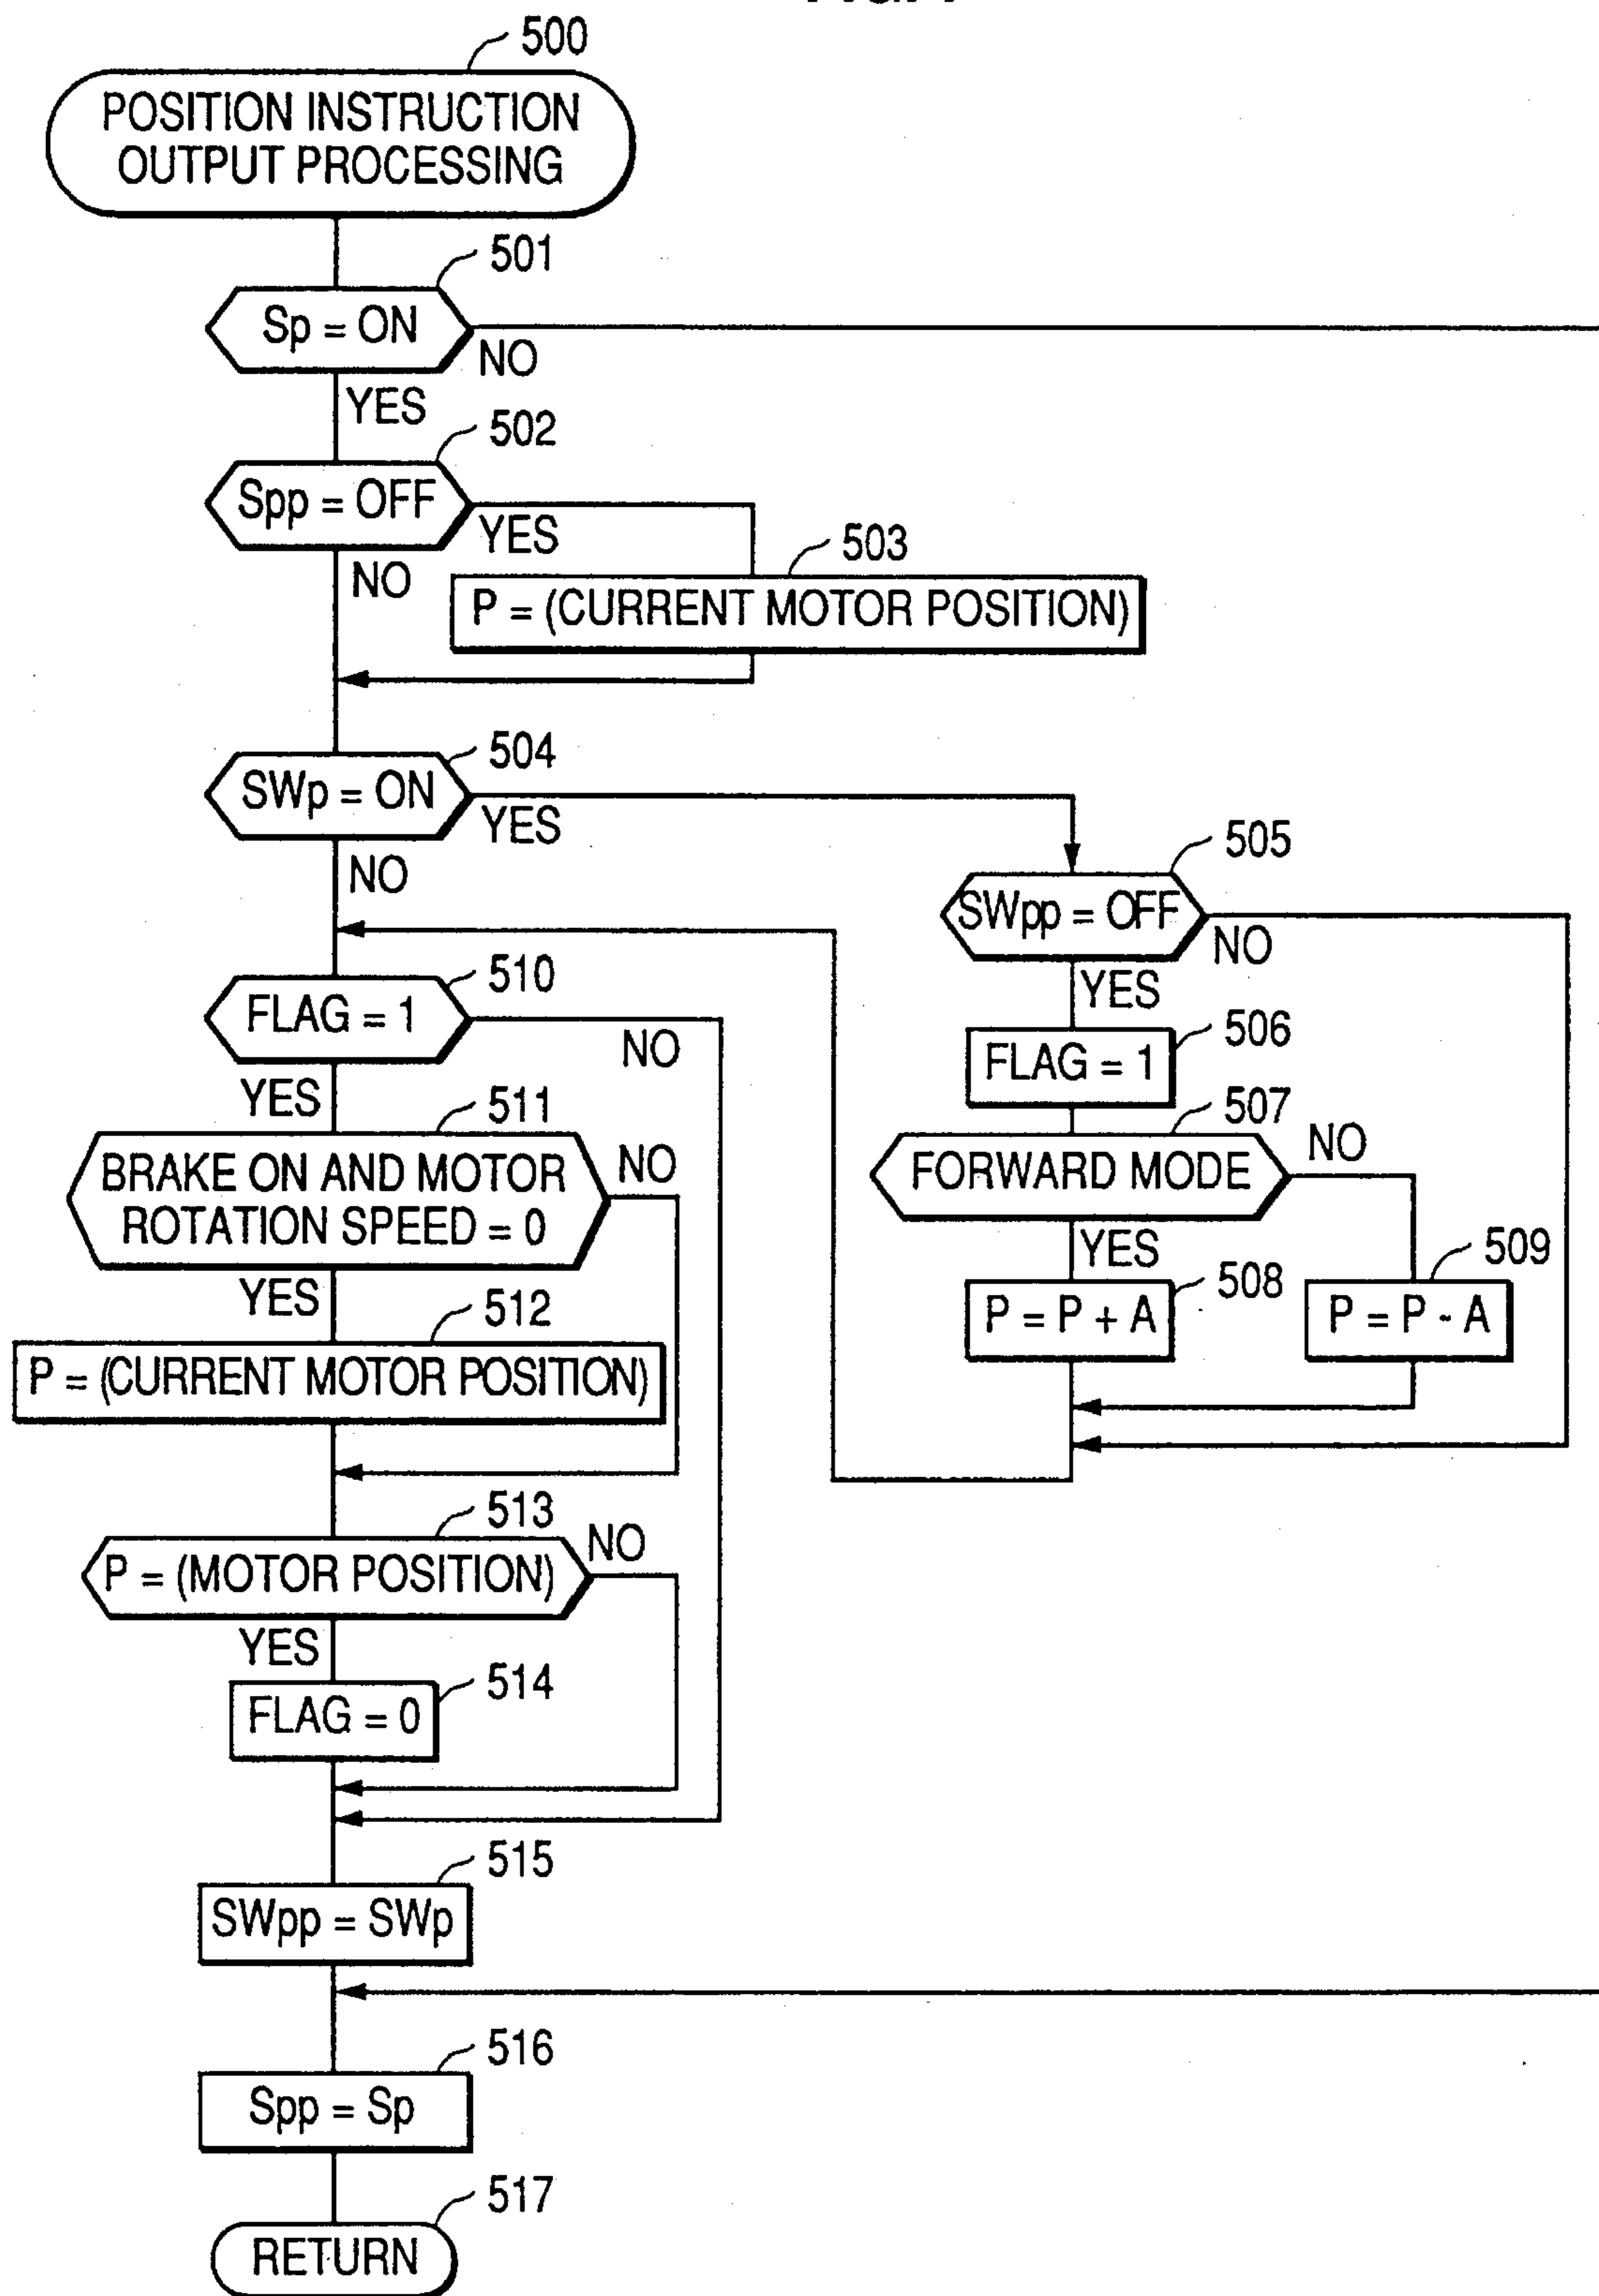 500
POSITION INSTRUCTION
OUTPUT PROCESSING
501
Sp = ON
NO
YES
502
Spp = OFF
YES
NO
503
P = (CURRENT MOTOR POSITION)
504
SWp = ON
YES
NO
505
SWpp = OFF
NO
YES
506
FLAG = 1
507
FORWARD MODE
NO
YES
508
P = P + A
509
P = P - A
510
FLAG = 1
NO
YES
511
BRAKE ON AND MOTOR
ROTATION SPEED = 0
NO
YES
512
P = (CURRENT MOTOR POSITION)
513
P = (MOTOR POSITION)
NO
YES
514
FLAG = 0
515
SWpp = SWp
516
Spp = Sp
517
RETURN